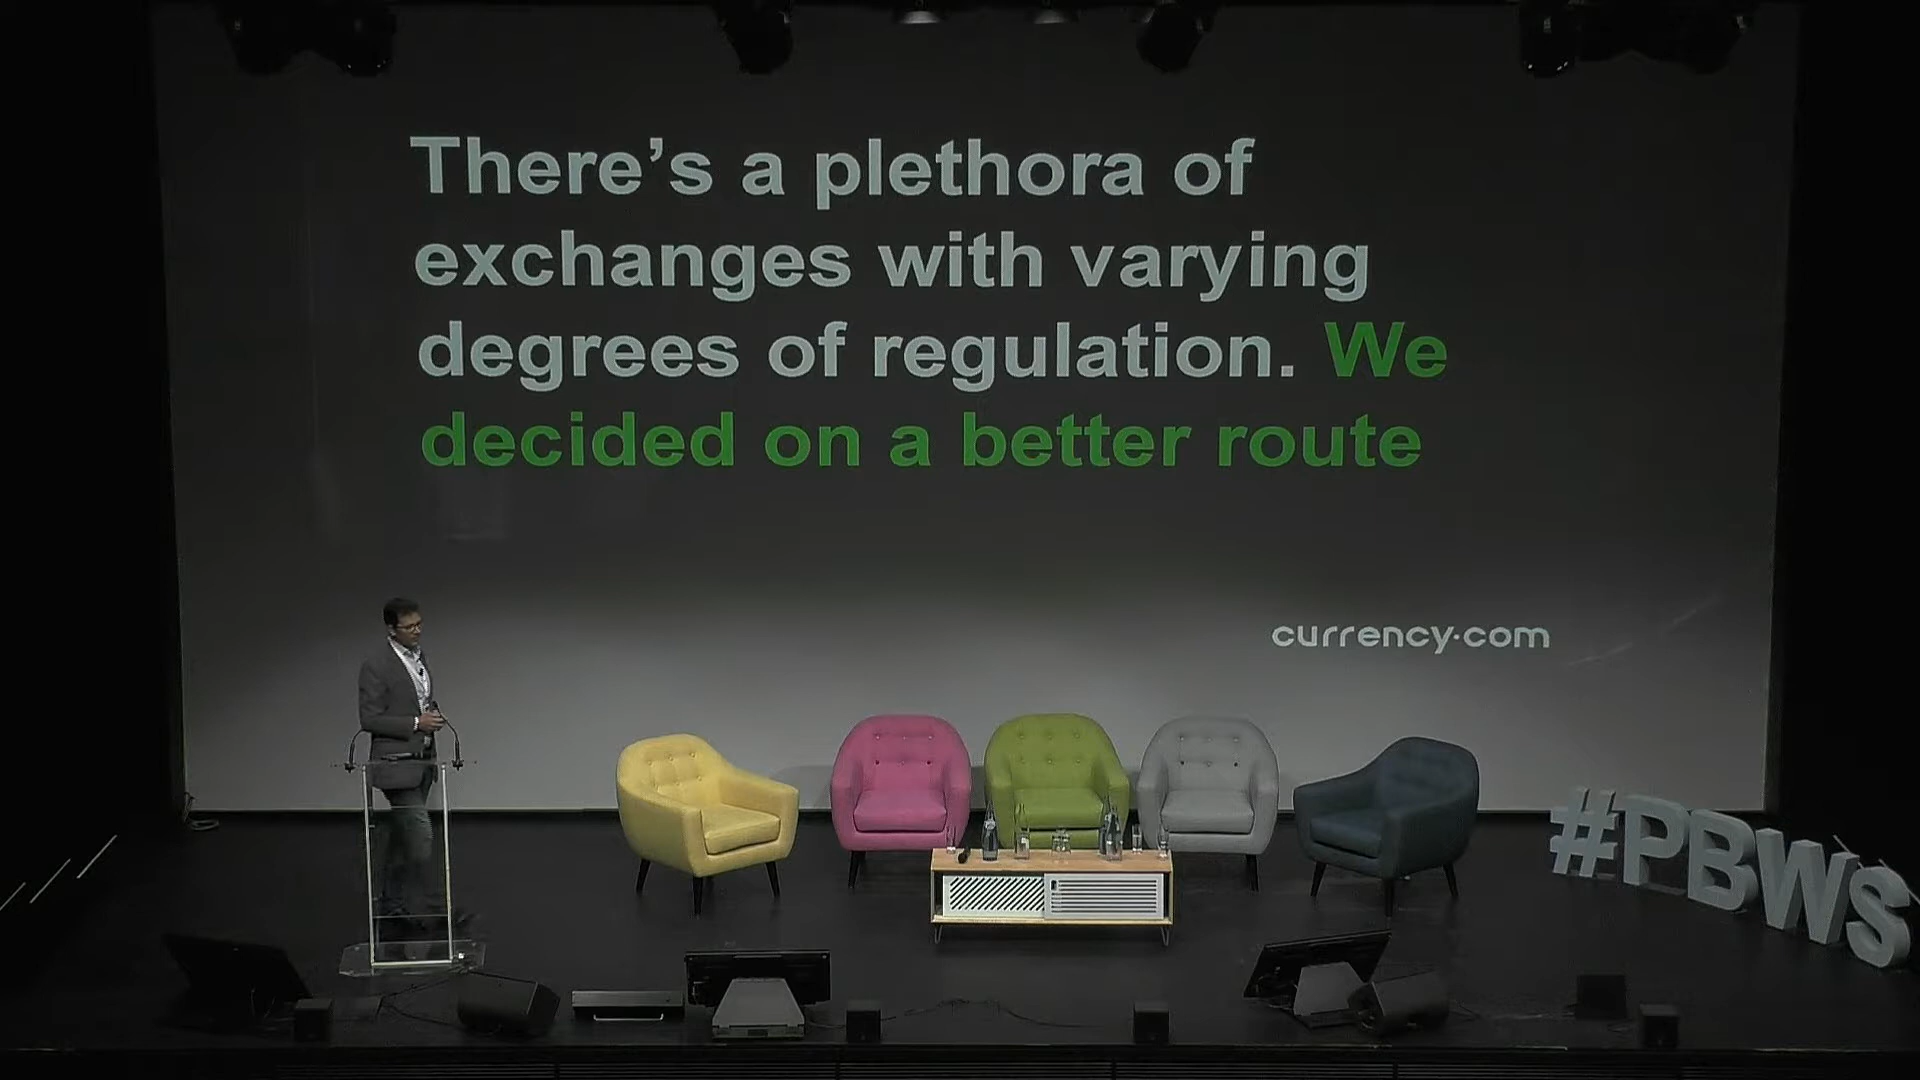 There's a plethora of
exchanges with varying
degrees of regulation. We
decided on a better route
currency.com
#PBWS